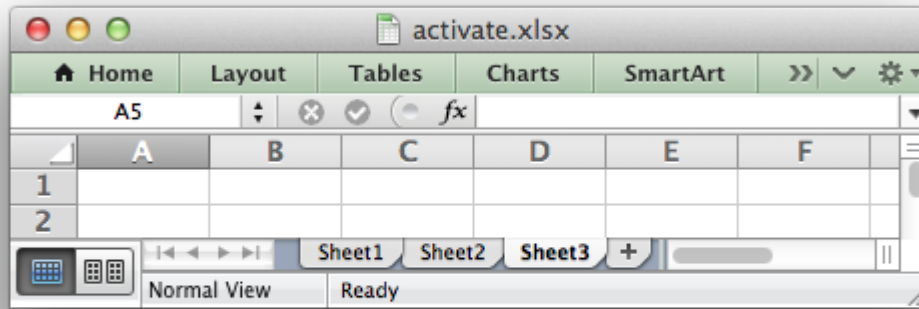 activate.xlsx
Home Layout Tables Charts SmartArt
A5 fx
A B C D E F
1
2
Sheet1 Sheet2 Sheet3 +
Normal View Ready